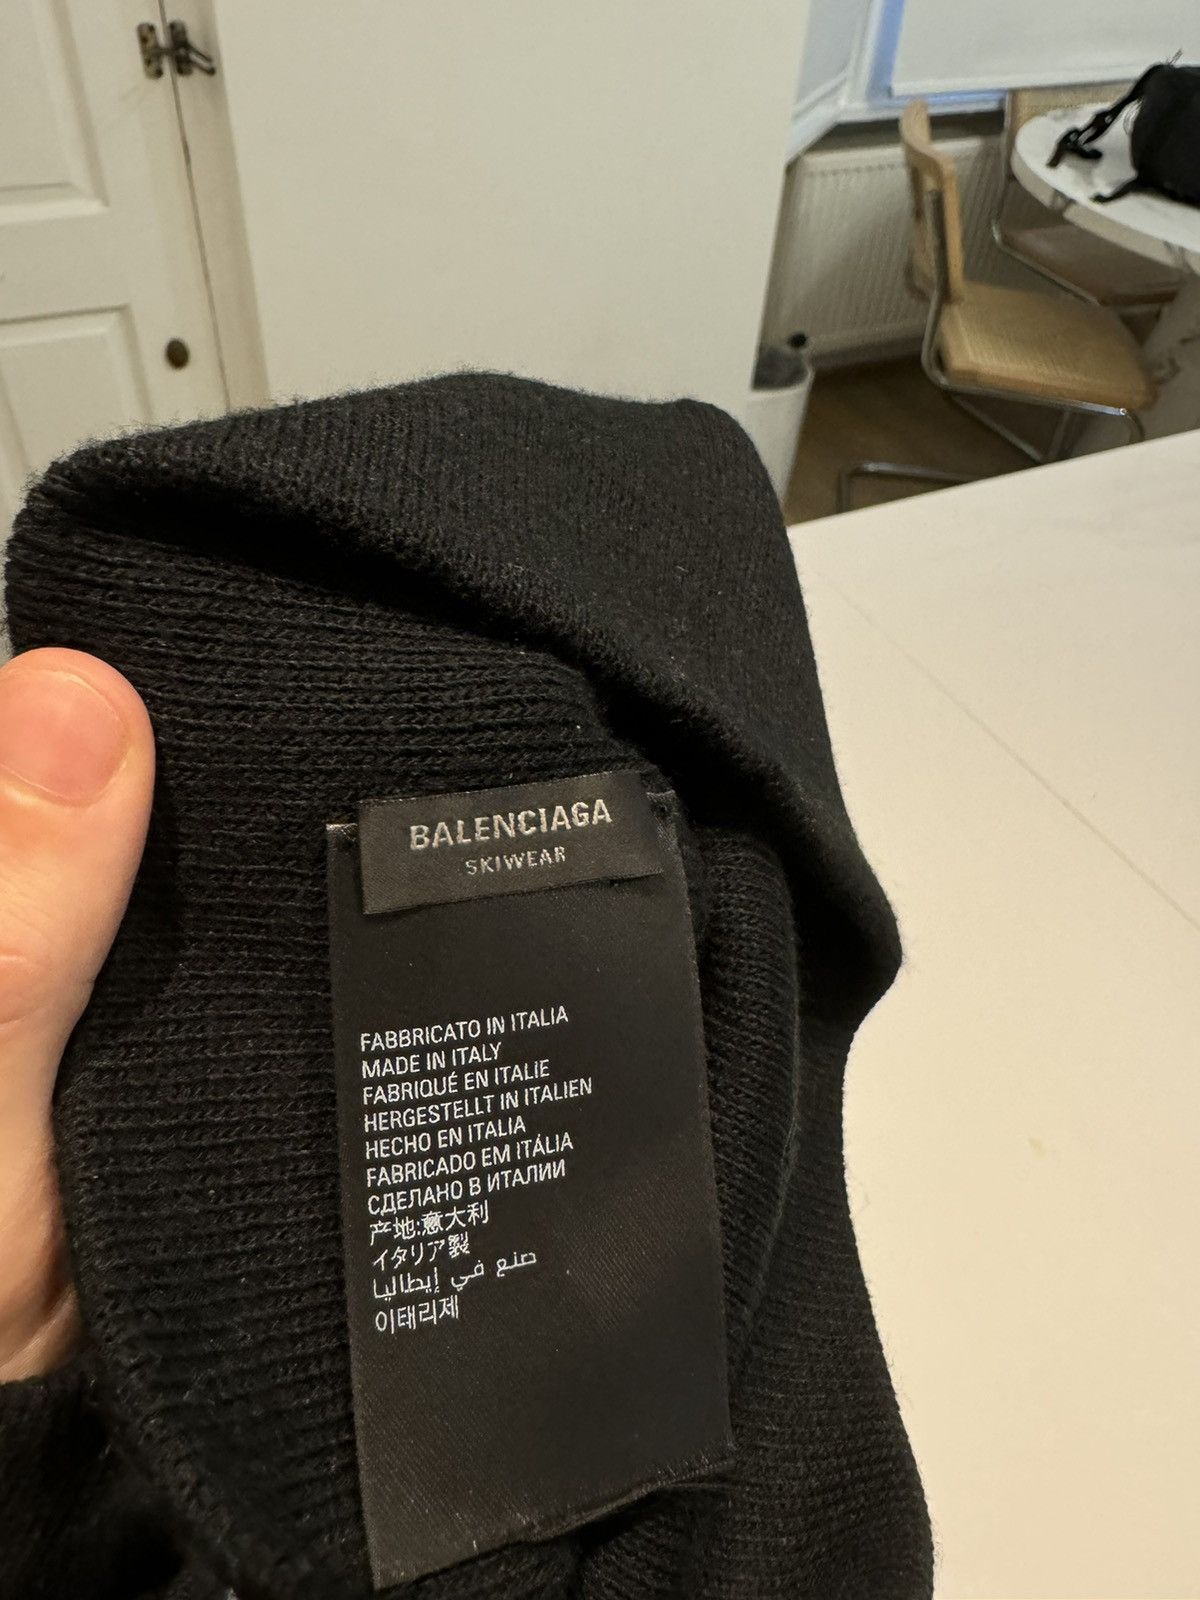 BALENCIAGA
SKIWEAR
FABBRICATO IN ITALIA
MADE IN ITALY
FABRIQUÉ EN ITALIE
HERGESTELLT IN ITALIEN
HECHO EN ITALIA
FABRICADO EM ITÁLIA
СДЕЛАНО В ИТАЛИИ
产地:意大利
イタリア裂
صنع في إيطاليا
이태리제